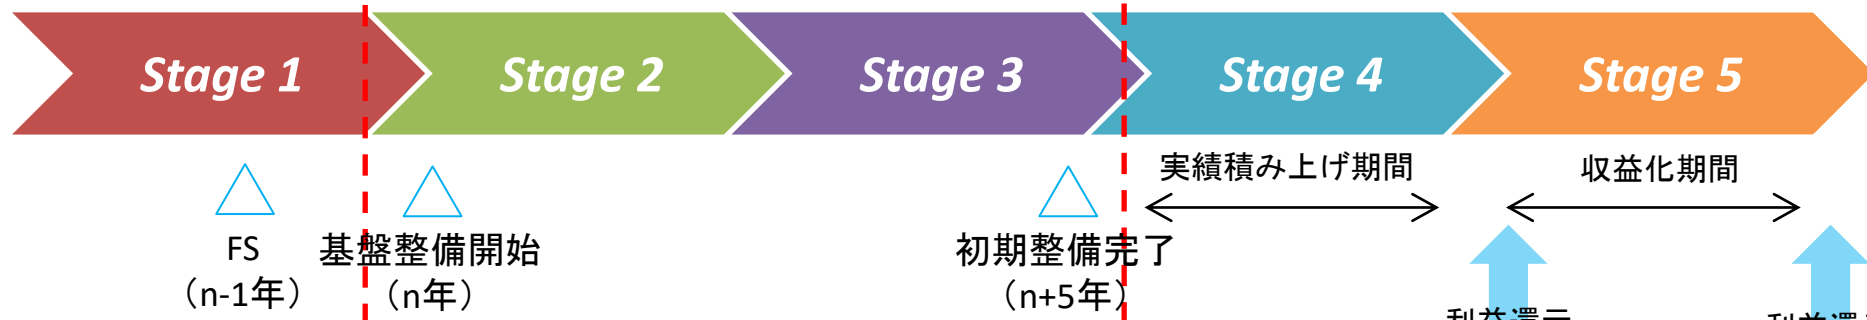 Stage 1
Stage 2
Stage 3
Stage 4
Stage 5
実績積み上げ期間
収益化期間
FS
(n-1年)
基盤整備開始
(n年)
初期整備完了
(n+5年)